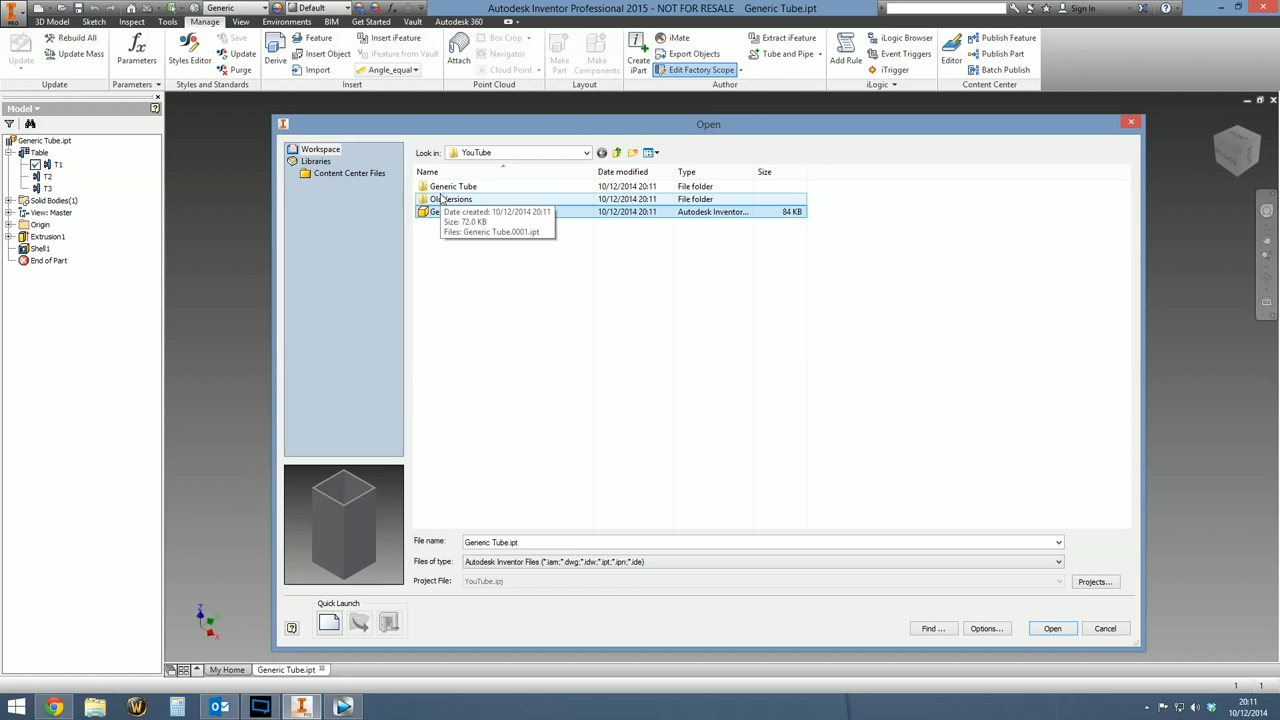 Generic
Default
Autodesk Inventor Professional 2015 - NOT FOR RESALE Generic Tube.ipt
Sign In
PRO
3D Model Sketch Inspect Tools Manage View Environments BIM Get Started Vault Autodesk 360
Update
Rebuild All
Save
Update Mass
Update
Parameters
Parameters
Styles Editor
Update
Purge
Styles and Standards
Derive
Feature
Insert Object
Import
Insert iFeature
iFeature from Vault
Angle_equal
Insert
Attach
Box Crop
Navigator
Cloud Point
Point Cloud
Make Part
Make Components
Layout
Create iPart
iMate
Export Objects
Edit Factory Scope
Extract iFeature
Tube and Pipe
Author
Add Rule
iLogic Browser
Event Triggers
iTrigger
iLogic
Editor
Publish Feature
Publish Part
Batch Publish
Content Center
Model
Generic Tube.ipt
Table
T1
T2
T3
Solid Bodies(1)
View: Master
Origin
Extrusion1
Shell1
End of Part
Open
Workspace
Libraries
Content Center Files
Look in: YouTube
Name Date modified Type Size
Generic Tube 10/12/2014 20:11 File folder
10/12/2014 20:11 File folder
10/12/2014 20:11 Autodesk Inventor... 84 KB
Date created: 10/12/2014 20:11
Size: 72.0 KB
Files: Generic Tube.0001.ipt
File name: Generic Tube.ipt
Files of type: Autodesk Inventor Files (*.iam;*.dwg;*.idw;*.ipt;*.ipn;*.ide)
Project File: YouTube.ipj
Projects...
Quick Launch
Find ... Options... Open Cancel
Z
X
My Home
Generic Tube.ipt
1 1
20:11
10/12/2014